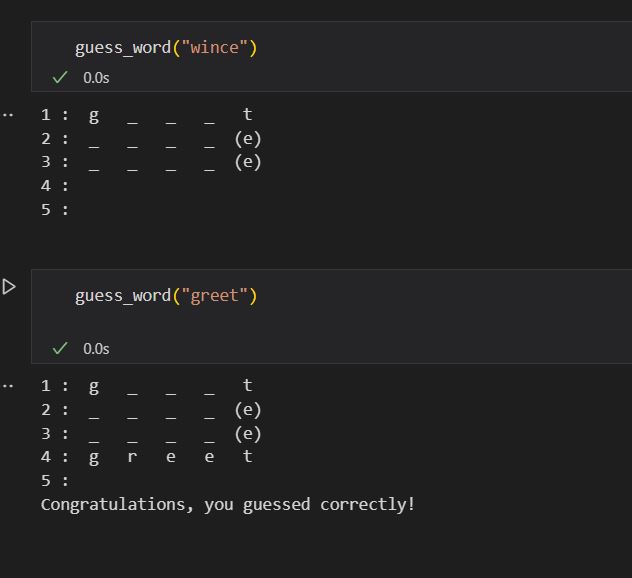 guess_word("wince")
0.0s
1 : g _ _ _ t
2 : _ _ _ _ (e)
3 : _ _ _ _ (e)
4 :
5 :
guess_word("greet")
0.0s
1 : g _ _ _ t
2 : _ _ _ _ (e)
3 : _ _ _ _ (e)
4 : g r e e t
5 :
Congratulations, you guessed correctly!